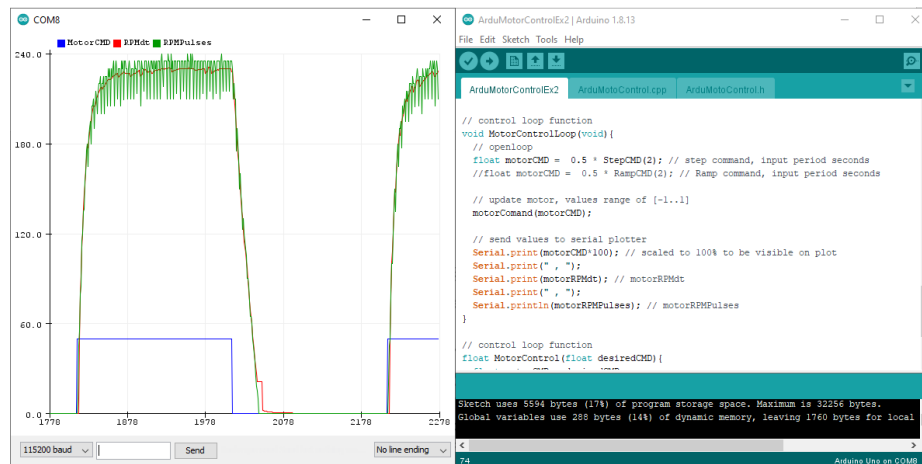 COM8
MotorCMD RPMdt RPMPulses
240.0
180.0
120.0
60.0
0.0
1778 1878 1978 2078 2178 2278
115200 baud
Send
No line ending
ArduMotorControlEx2 | Arduino 1.8.13
File Edit Sketch Tools Help
ArduMotorControlEx2 ArduMotoControl.cpp ArduMotoControl.h
// control loop function
void MotorControlLoop(void){
// openloop
float motorCMD = 0.5 * StepCMD(2); // step command, input period seconds
//float motorCMD = 0.5 * RampCMD(2); // Ramp command, input period seconds
// update motor, values range of [-1..1]
motorComand(motorCMD);
// send values to serial plotter
Serial.print(motorCMD*100); // scaled to 100% to be visible on plot
Serial.print(" , ");
Serial.print(motorRPMdt); // motorRPMdt
Serial.print(" , ");
Serial.println(motorRPMPulses); // motorRPMPulses
}
// control loop function
float MotorControl(float desiredCMD){
Sketch uses 5594 bytes (17%) of program storage space. Maximum is 32256 bytes.
Global variables use 288 bytes (14%) of dynamic memory, leaving 1760 bytes for local
74
Arduino Uno on COM8